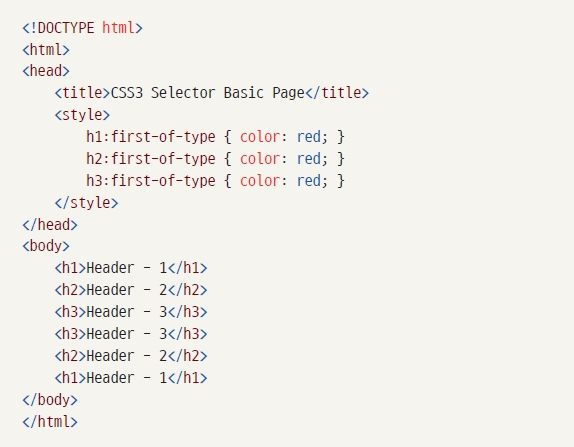 <!DOCTYPE html>
<html>
<head>
    <title>CSS3 Selector Basic Page</title>
    <style>
        h1:first-of-type { color: red; }
        h2:first-of-type { color: red; }
        h3:first-of-type { color: red; }
    </style>
</head>
<body>
    <h1>Header - 1</h1>
    <h2>Header - 2</h2>
    <h3>Header - 3</h3>
    <h3>Header - 3</h3>
    <h2>Header - 2</h2>
    <h1>Header - 1</h1>
</body>
</html>